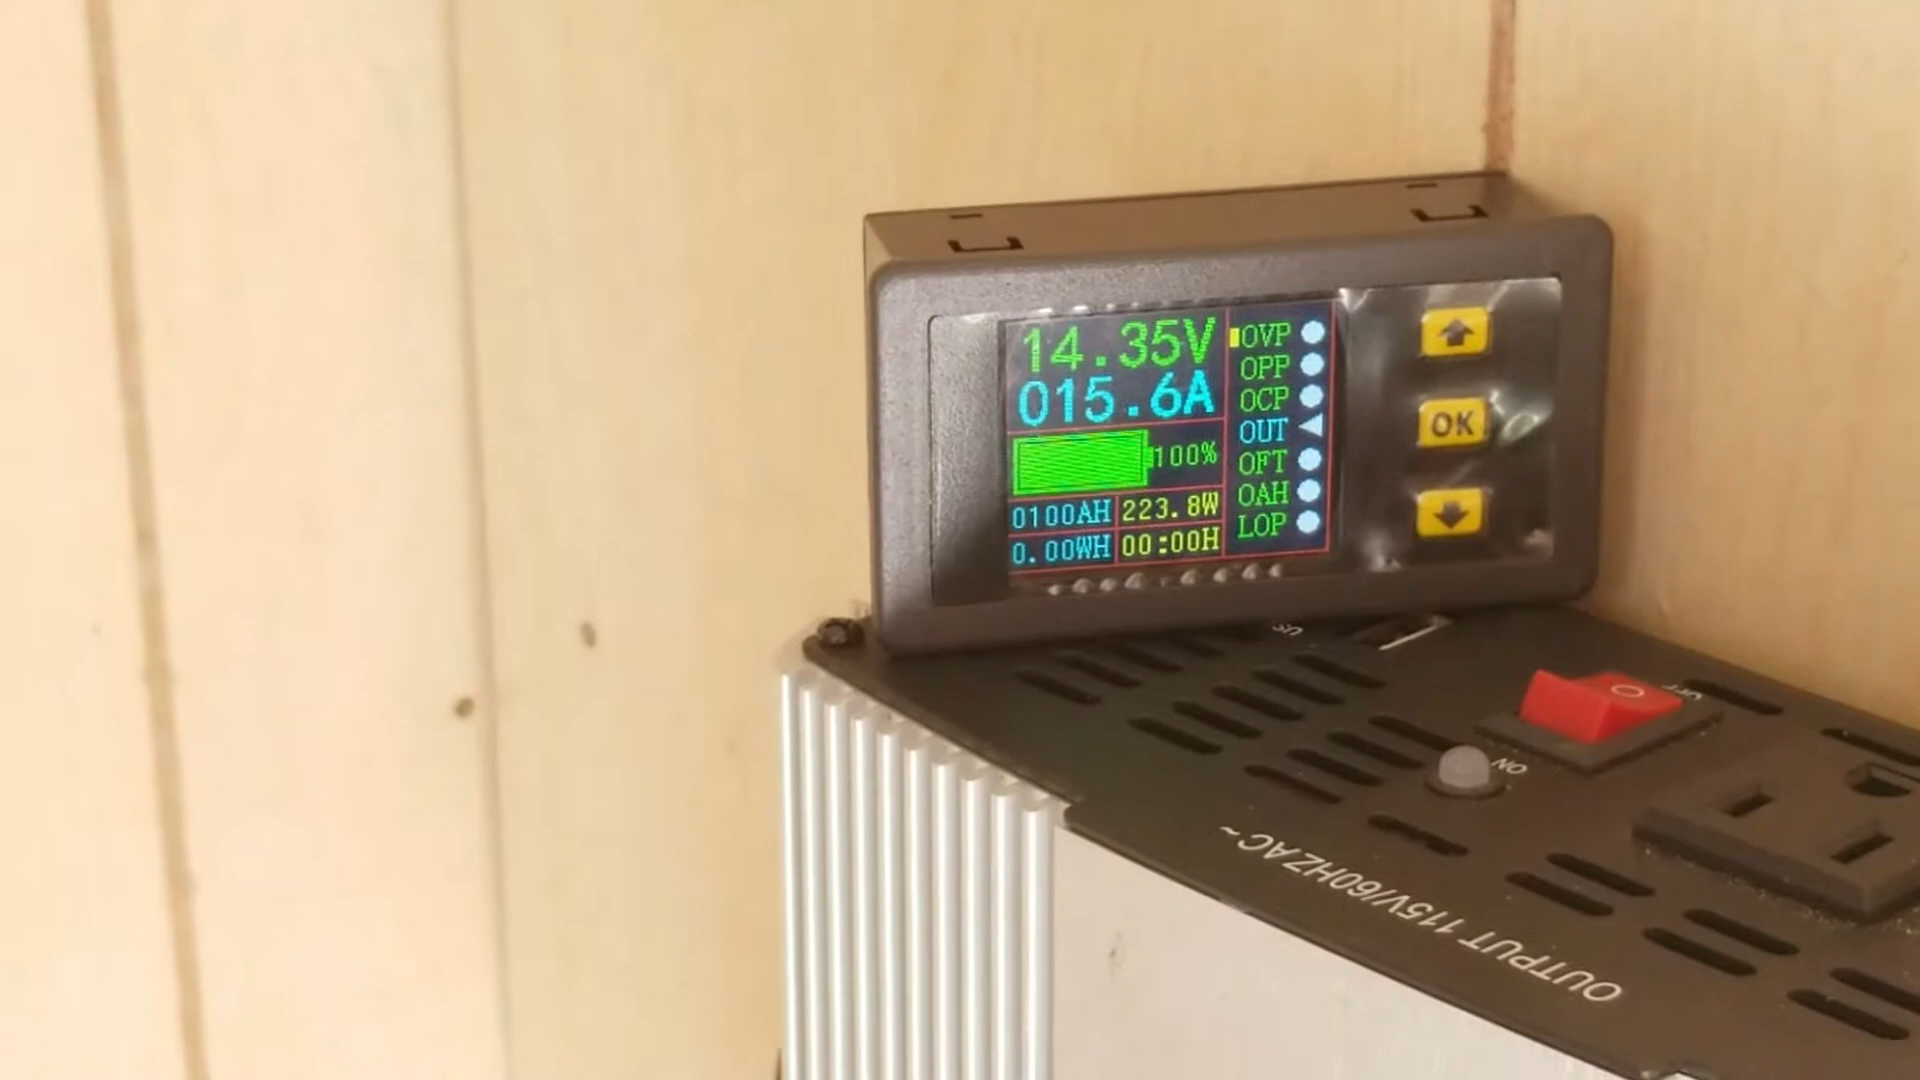 14.35V
015.6A
100%
0100AH 223.8W
0.00WH 00:00H
OVP
OPP
OCP
OUT
OFT
OAH
LOP
OK
OFF
ON
OUTPUT 115V/60HZAC ~